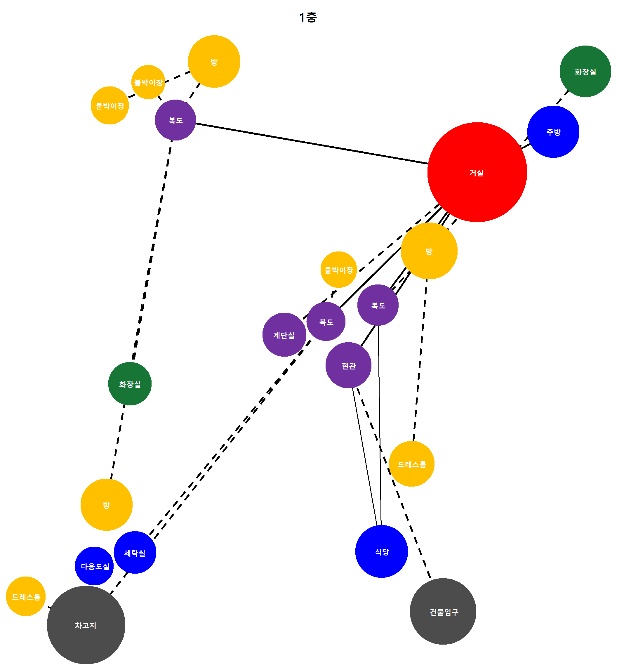 1층
방
화장실
붙박이장
붙박이장
복도
주방
거실
방
붙박이장
복도
복도
계단실
현관
화장실
드레스룸
방
세탁실
식당
다용도실
드레스룸
건물입구
차고지